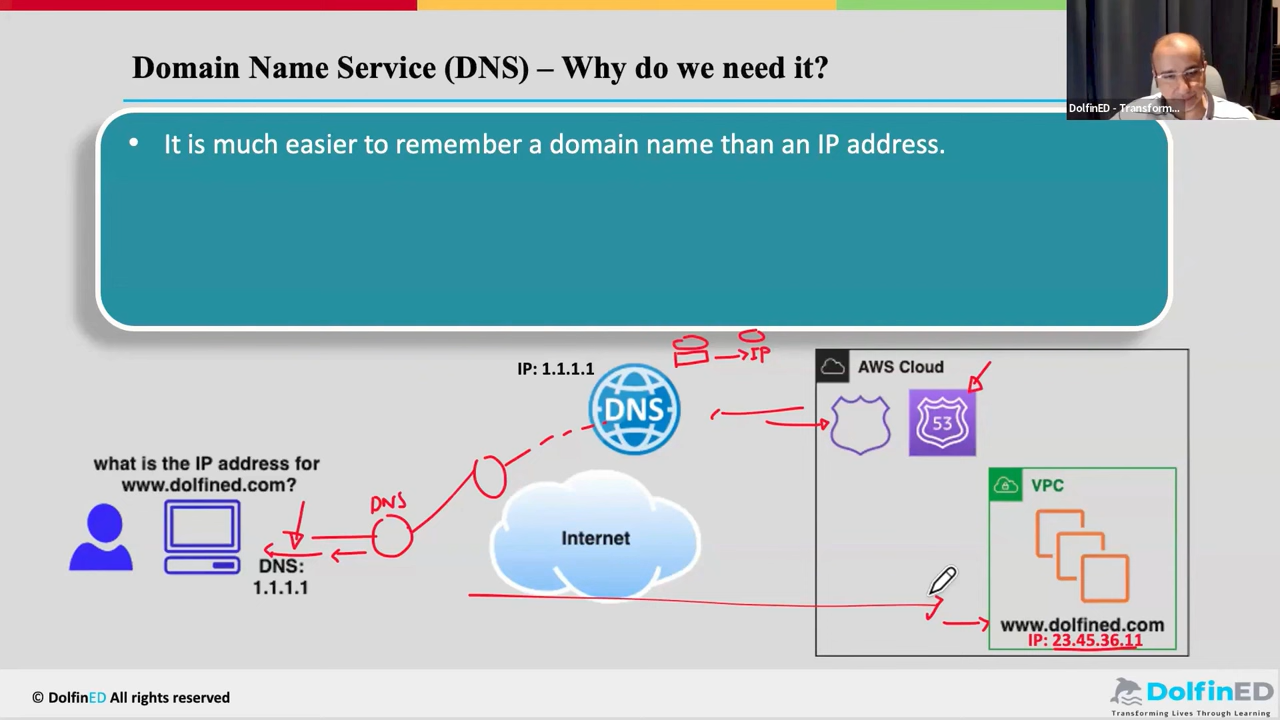 Domain Name Service (DNS) – Why do we need it?
DolfinED - Transform...
• It is much easier to remember a domain name than an IP address.
IP: 1.1.1.1
IP
DNS
AWS Cloud
53
VPC
what is the IP address for
www.dolfined.com?
DNS
Internet
DNS:
1.1.1.1
www.dolfined.com
IP: 23.45.36.11
© DolfinED All rights reserved
DolfinED
Transforming Lives Through Learning